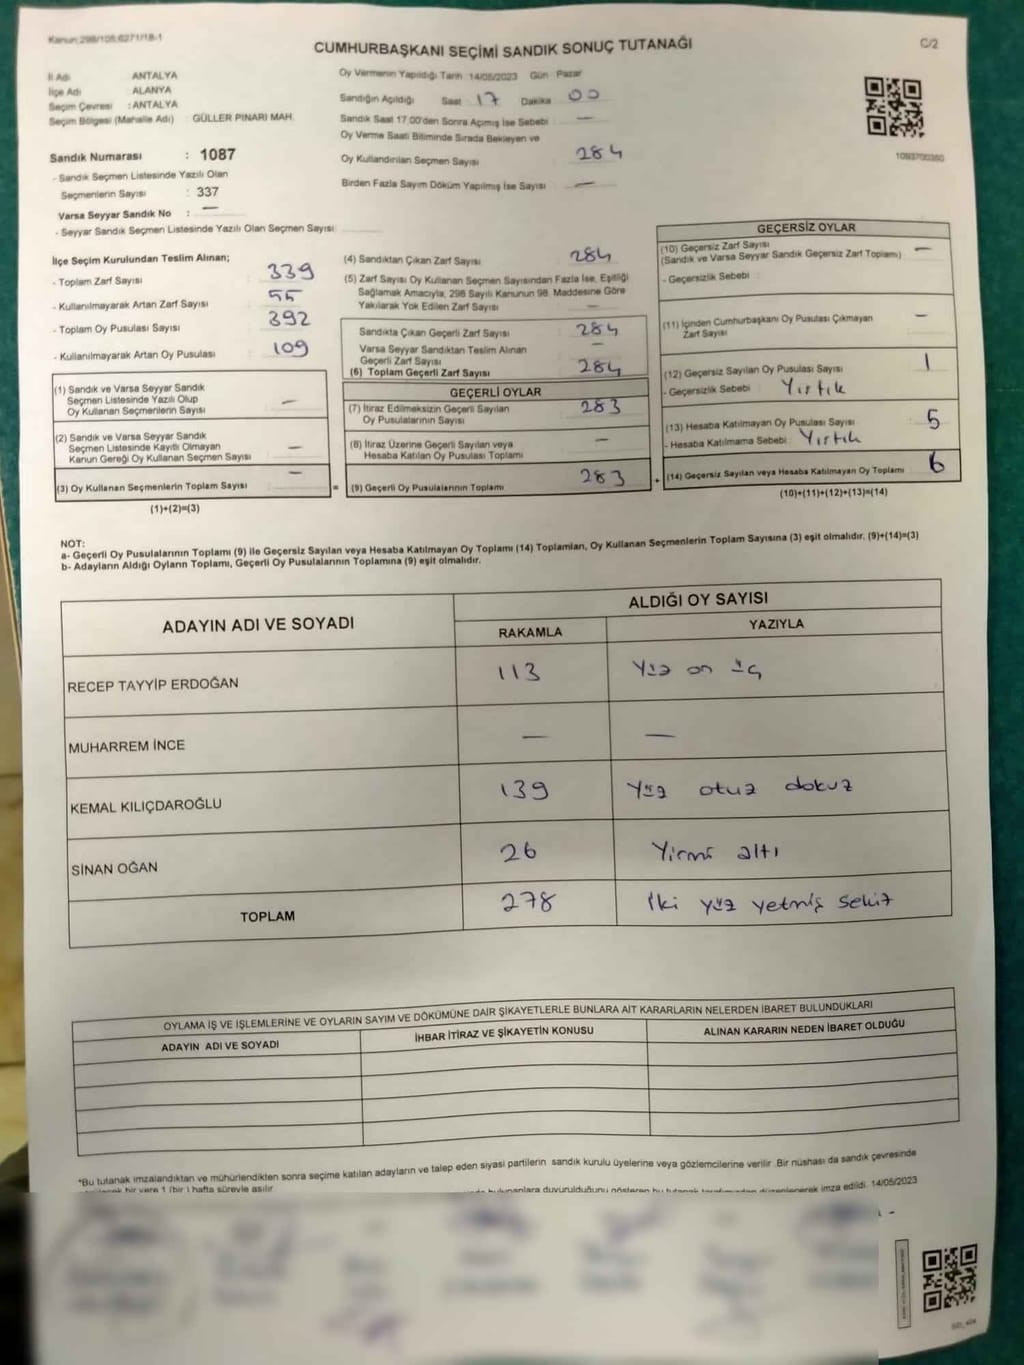 Kanun:298/105;6271/18-1
C/2
CUMHURBAŞKANI SEÇİMİ SANDIK SONUÇ TUTANAĞI
İl Adı ANTALYA
İlçe Adı ALANYA
Seçim Çevresi : ANTALYA
Seçim Bölgesi (Mahalle Adı) GÜLLER PINARI MAH.
Sandık Numarası : 1087
- Sandık Seçmen Listesinde Yazılı Olan
Seçmenlerin Sayısı : 337
Varsa Seyyar Sandık No : —
- Seyyar Sandık Seçmen Listesinde Yazılı Olan Seçmen Sayısı
Oy Vermenin Yapıldığı Tarih 14/05/2023 Gün Pazar
Sandığın Açıldığı Saat 17 Dakika 00
Sandık Saat 17:00'den Sonra Açımış İse Sebebi —
Oy Verme Saati Bitiminde Sırada Bekleyen ve
Oy Kullandırılan Seçmen Sayısı 284
Birden Fazla Sayım Döküm Yapılmış İse Sayısı —
1093700350
İlçe Seçim Kurulundan Teslim Alınan;
- Toplam Zarf Sayısı 339
- Kullanılmayarak Artan Zarf Sayısı 55
- Toplam Oy Pusulası Sayısı 392
- Kullanılmayarak Artan Oy Pusulası 109
(1) Sandık ve Varsa Seyyar Sandık
Seçmen Listesinde Yazılı Olup
Oy Kullanan Seçmenlerin Sayısı —
(2) Sandık ve Varsa Seyyar Sandık
Seçmen Listesinde Kayıtlı Olmayan
Kanun Gereği Oy Kullanan Seçmen Sayısı —
(3) Oy Kullanan Seçmenlerin Toplam Sayısı —
(1)+(2)=(3)
(4) Sandıktan Çıkan Zarf Sayısı 284
(5) Zarf Sayısı Oy Kullanan Seçmen Sayısından Fazla İse, Eşitliği
Sağlamak Amacıyla, 298 Sayılı Kanunun 98. Maddesine Göre
Yakılarak Yok Edilen Zarf Sayısı —
Sandıkta Çıkan Geçerli Zarf Sayısı 284
Varsa Seyyar Sandıktan Teslim Alınan
Geçerli Zarf Sayısı —
(6) Toplam Geçerli Zarf Sayısı 284
GEÇERLİ OYLAR
(7) İtiraz Edilmeksizin Geçerli Sayılan
Oy Pusulalarının Sayısı 283
(8) İtiraz Üzerine Geçerli Sayılan veya
Hesaba Katılan Oy Pusulası Toplamı —
= (9) Geçerli Oy Pusulalarının Toplamı 283
GEÇERSİZ OYLAR
(10) Geçersiz Zarf Sayısı —
(Sandık ve Varsa Seyyar Sandık Geçersiz Zarf Toplamı)
- Geçersizlik Sebebi
(11) İçinden Cumhurbaşkanı Oy Pusulası Çıkmayan
Zarf Sayısı —
(12) Geçersiz Sayılan Oy Pusulası Sayısı 1
- Geçersizlik Sebebi Yırtık
(13) Hesaba Katılmayan Oy Pusulası Sayısı 5
- Hesaba Katılmama Sebebi Yırtık
+ (14) Geçersiz Sayılan veya Hesaba Katılmayan Oy Toplamı 6
(10)+(11)+(12)+(13)=(14)
NOT:
a- Geçerli Oy Pusulalarının Toplamı (9) ile Geçersiz Sayılan veya Hesaba Katılmayan Oy Toplamı (14) Toplamları, Oy Kullanan Seçmenlerin Toplam Sayısına (3) eşit olmalıdır. (9)+(14)=(3)
b- Adayların Aldığı Oyların Toplamı, Geçerli Oy Pusulalarının Toplamına (9) eşit olmalıdır.
ADAYIN ADI VE SOYADI
ALDIĞI OY SAYISI
RAKAMLA YAZIYLA
RECEP TAYYİP ERDOĞAN 113 Yüz on üç
MUHARREM İNCE — —
KEMAL KILIÇDAROĞLU 139 Yüz otuz dokuz
SİNAN OĞAN 26 Yirmi altı
TOPLAM 278 İki yüz yetmiş sekiz
OYLAMA İŞ VE İŞLEMLERİNE VE OYLARIN SAYIM VE DÖKÜMÜNE DAİR ŞİKAYETLERLE BUNLARA AİT KARARLARIN NELERDEN İBARET BULUNDUKLARI
ADAYIN ADI VE SOYADI İHBAR İTİRAZ VE ŞİKAYETİN KONUSU ALINAN KARARIN NEDEN İBARET OLDUĞU
*Bu tutanak imzalandıktan ve mühürlendikten sonra seçime katılan adayların ve talep eden siyasi partilerin sandık kurulu üyelerine veya gözlemcilerine verilir. Bir nüshası da sandık çevresinde
bir yere 1 (bir) hafta süreyle asılır.
duyurulduğunu gösteren bu tutanak tarafımızdan düzenlenerek imza edildi. 14/05/2023